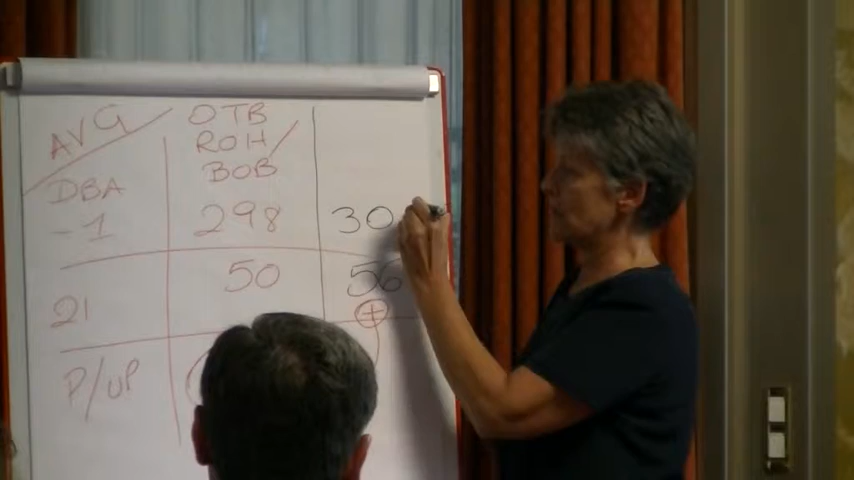 AVG / OTB
ROH/
BOB
DBA
-1 298 30
50 56
21 +
P/UP